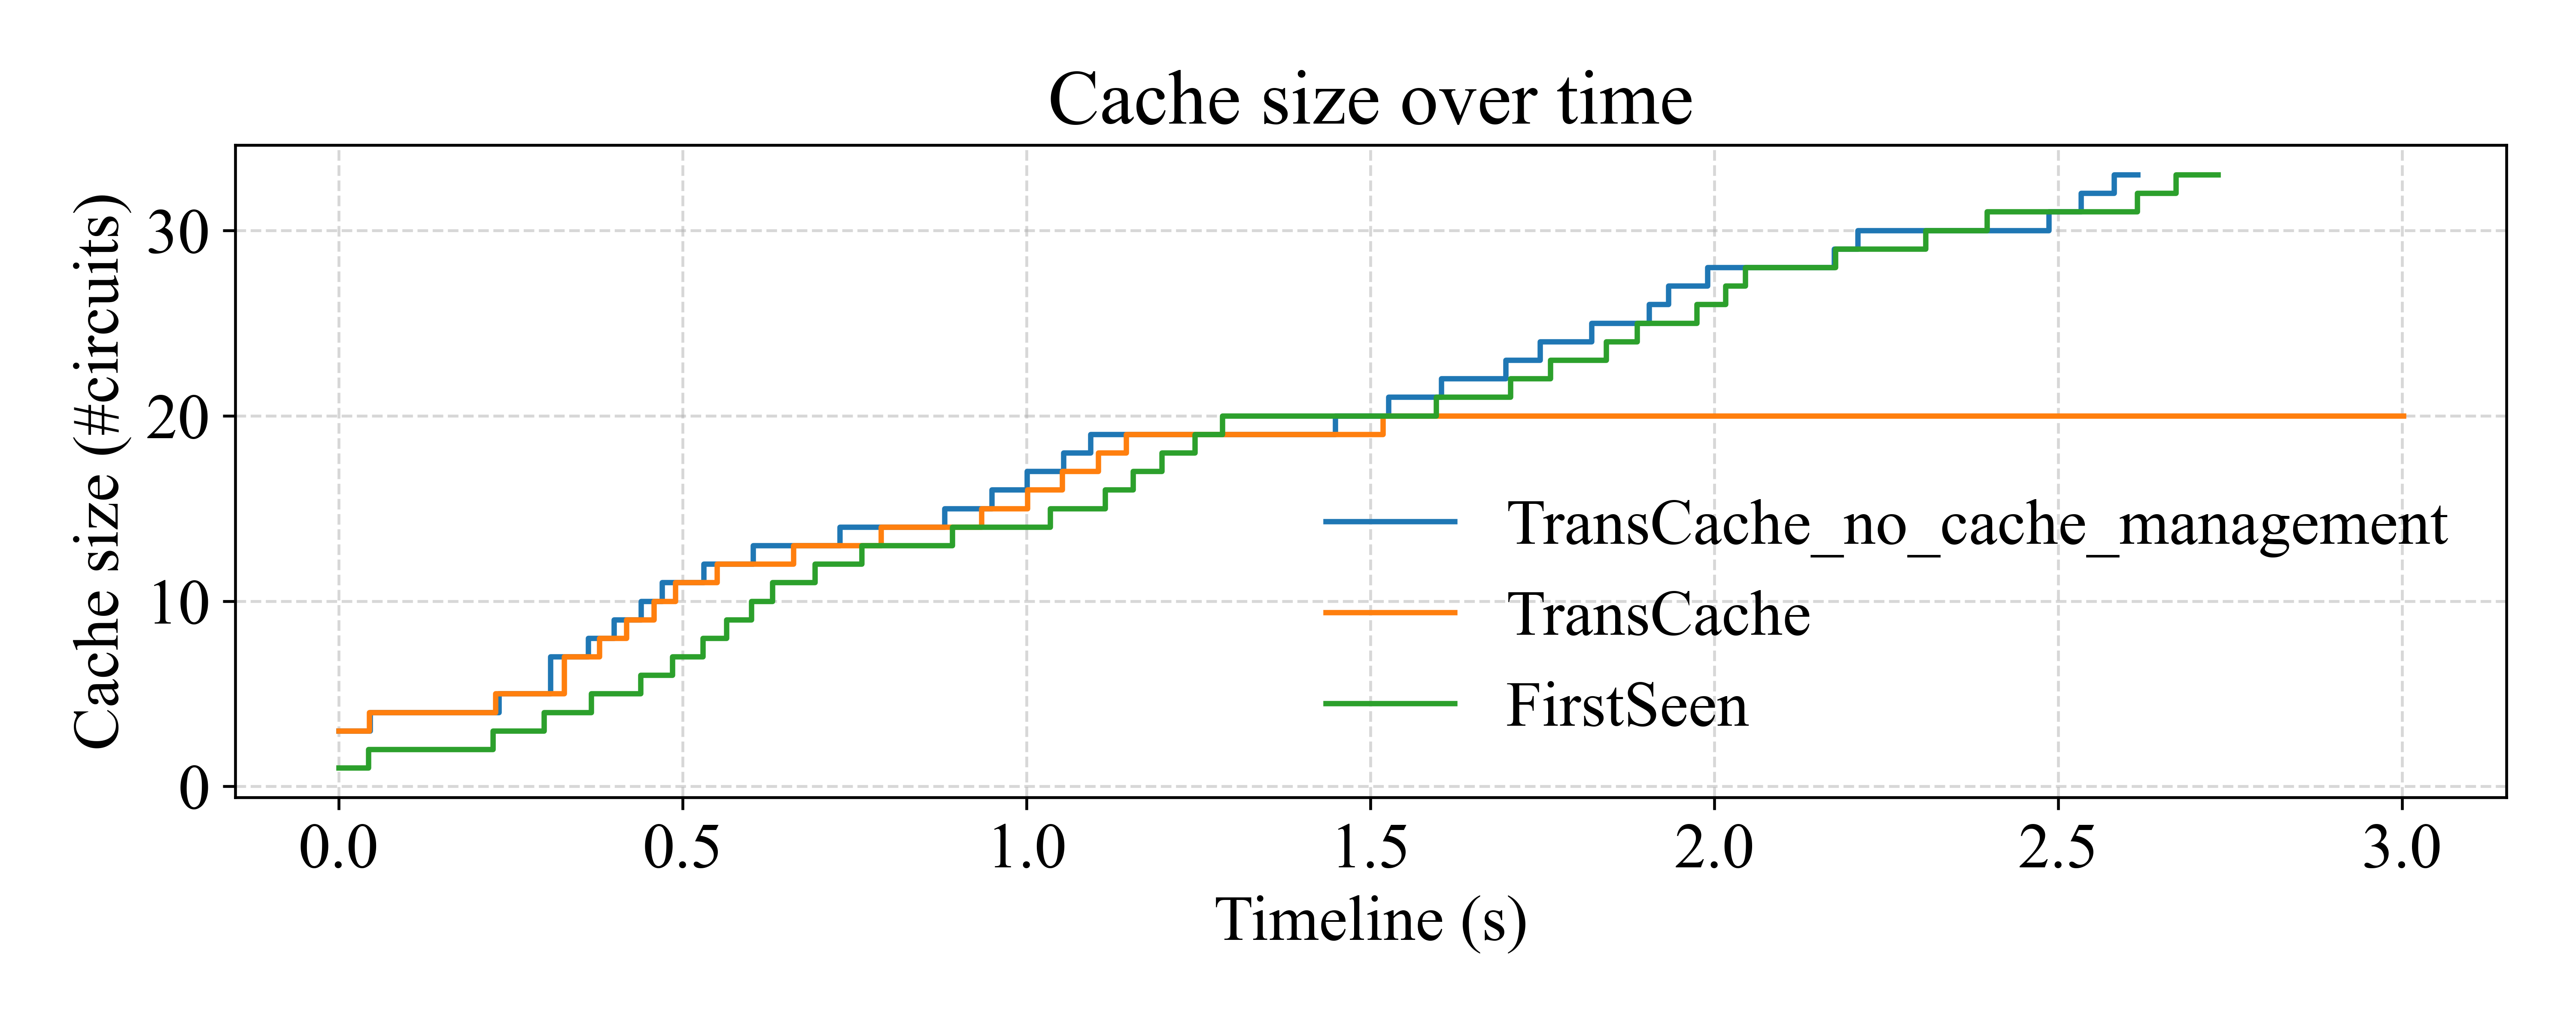 Cache size over time
Cache size (#circuits)
30
20
10
0
TransCache_no_cache_management
TransCache
FirstSeen
0.0 0.5 1.0 1.5 2.0 2.5 3.0
Timeline (s)